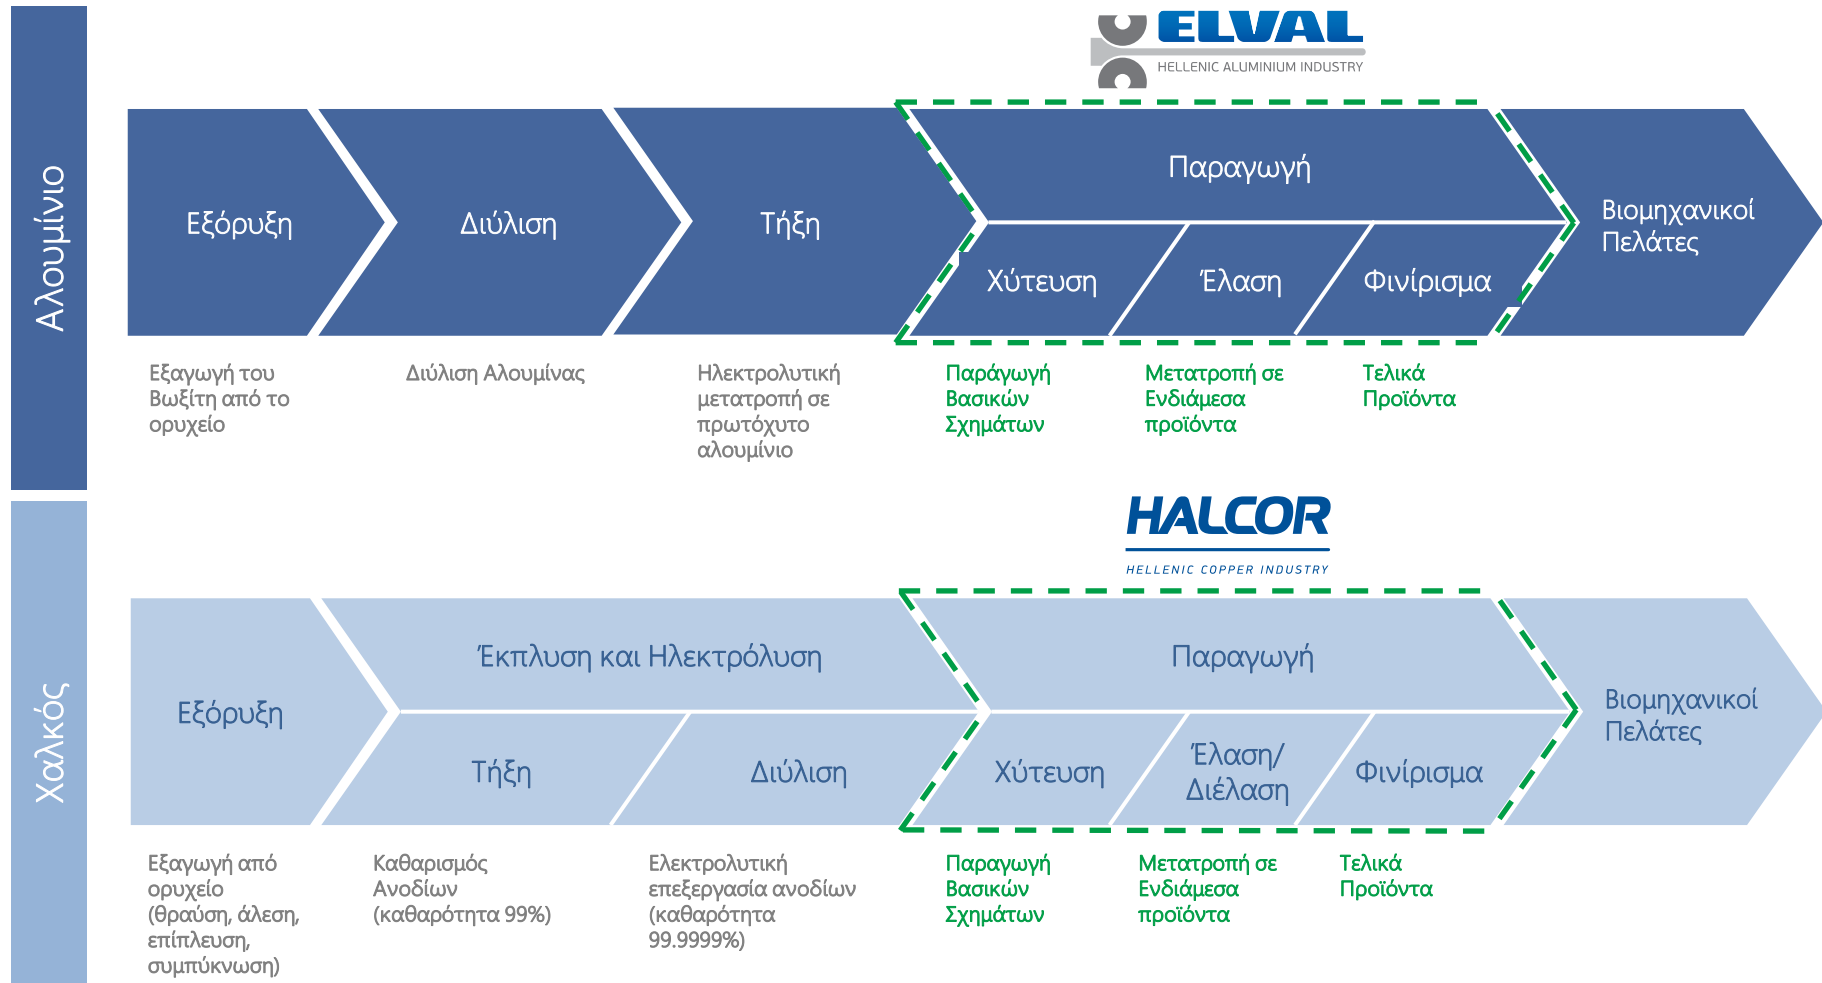 Αλουμίνιο
ELVAL
HELLENIC ALUMINIUM INDUSTRY
Εξόρυξη
Διύλιση
Τήξη
Παραγωγή
Χύτευση
Έλαση
Φινίρισμα
Βιομηχανικοί
Πελάτες
Εξαγωγή του
Βωξίτη από το
ορυχείο
Διύλιση Αλουμίνας
Ηλεκτρολυτική
μετατροπή σε
πρωτόχυτο
αλουμίνιο
Παράγωγή
Βασικών
Σχημάτων
Μετατροπή σε
Ενδιάμεσα
προϊόντα
Τελικά
Προϊόντα
Χαλκός
HALCOR
HELLENIC COPPER INDUSTRY
Εξόρυξη
Έκπλυση και Ηλεκτρόλυση
Τήξη
Διύλιση
Παραγωγή
Χύτευση
Έλαση/
Διέλαση
Φινίρισμα
Βιομηχανικοί
Πελάτες
Εξαγωγή από
ορυχείο
(θραύση, άλεση,
επίπλευση,
συμπύκνωση)
Καθαρισμός
Ανοδίων
(καθαρότητα 99%)
Ελεκτρολυτική
επεξεργασία ανοδίων
(καθαρότητα
99.9999%)
Παραγωγή
Βασικών
Σχημάτων
Μετατροπή σε
Ενδιάμεσα
προϊόντα
Τελικά
Προϊόντα